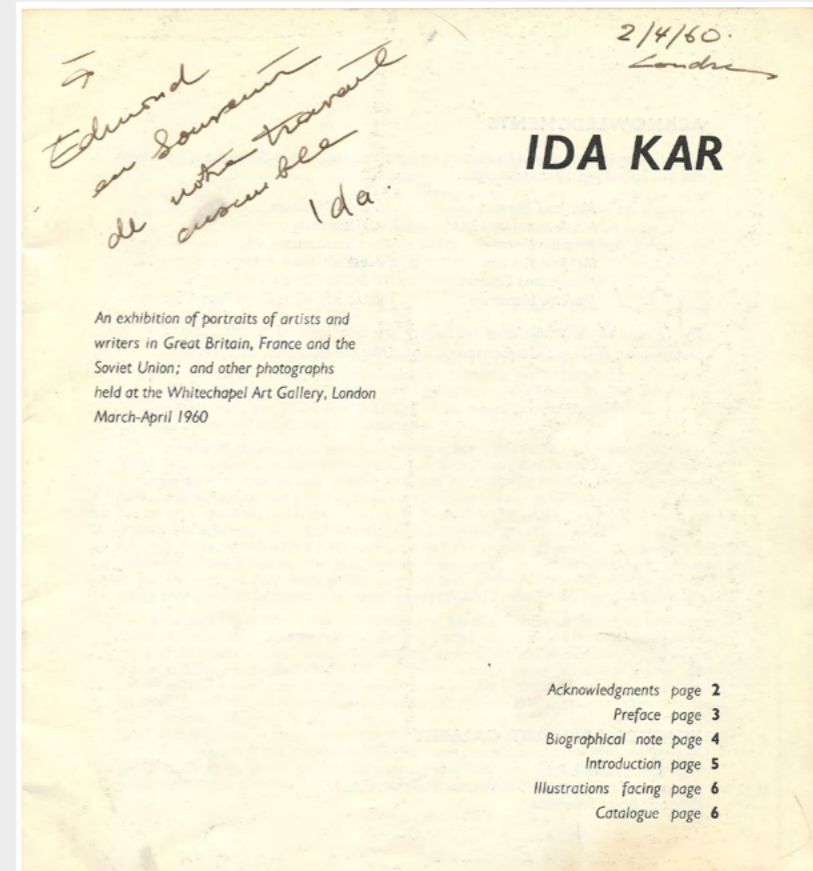 2/4/60.
Londres
À
Edmond
en Souvenir
de notre travail
ensemble
Ida.
IDA KAR
An exhibition of portraits of artists and
writers in Great Britain, France and the
Soviet Union; and other photographs
held at the Whitechapel Art Gallery, London
March-April 1960
Acknowledgments page 2
Preface page 3
Biographical note page 4
Introduction page 5
Illustrations facing page 6
Catalogue page 6